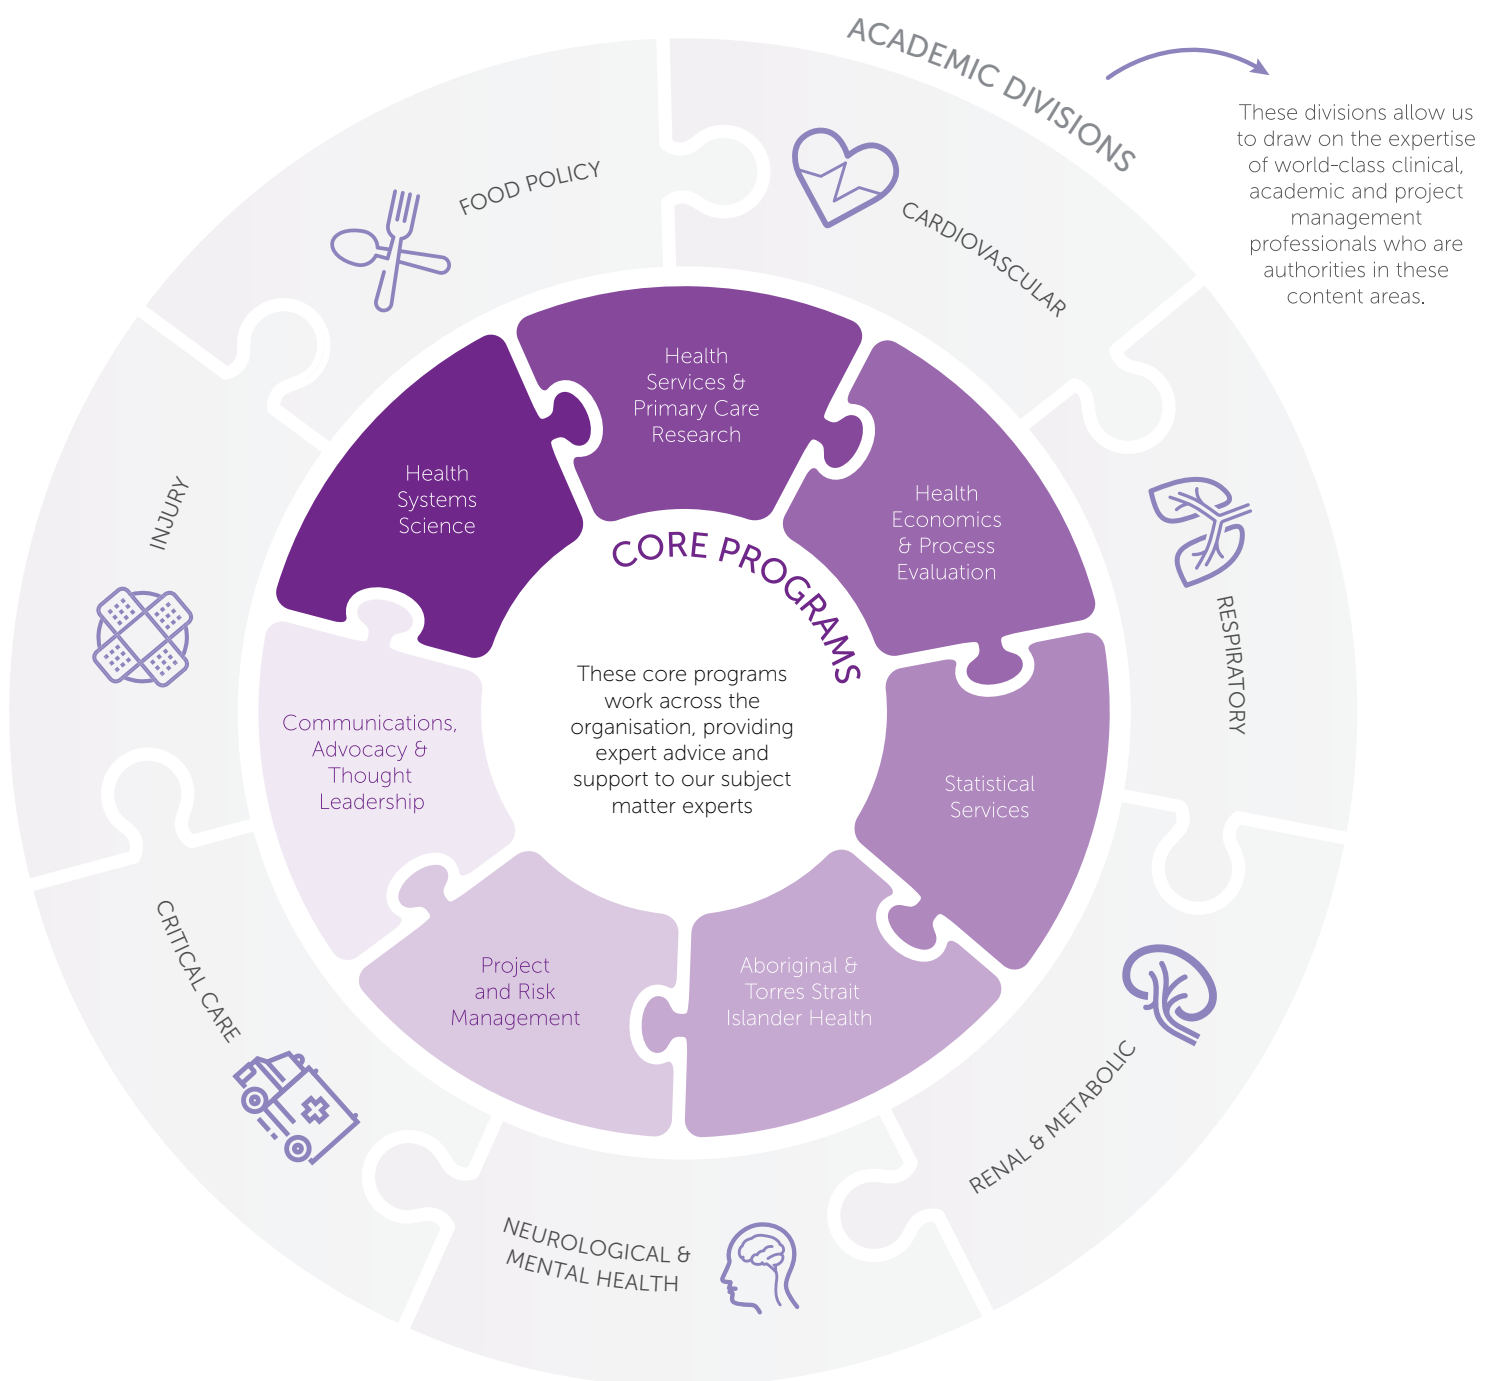 ACADEMIC DIVISIONS
These divisions allow us
to draw on the expertise
of world-class clinical,
academic and project
management
professionals who are
authorities in these
content areas.
FOOD POLICY
CARDIOVASCULAR
RESPIRATORY
RENAL & METABOLIC
NEUROLOGICAL &
MENTAL HEALTH
CRITICAL CARE
INJURY
Health
Services &
Primary Care
Research
Health
Economics
& Process
Evaluation
Statistical
Services
Aboriginal &
Torres Strait
Islander Health
Project
and Risk
Management
Communications,
Advocacy &
Thought
Leadership
Health
Systems
Science
CORE PROGRAMS
These core programs
work across the
organisation, providing
expert advice and
support to our subject
matter experts